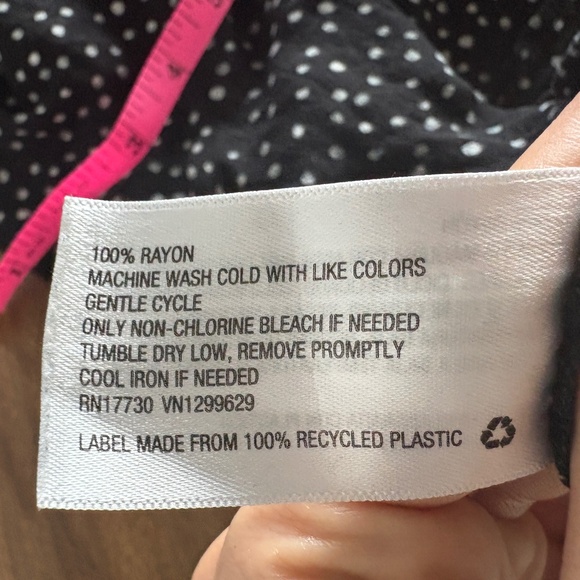 100% RAYON
MACHINE WASH COLD WITH LIKE COLORS
GENTLE CYCLE
ONLY NON-CHLORINE BLEACH IF NEEDED
TUMBLE DRY LOW, REMOVE PROMPTLY
COOL IRON IF NEEDED
RN17730 VN1299629
LABEL MADE FROM 100% RECYCLED PLASTIC